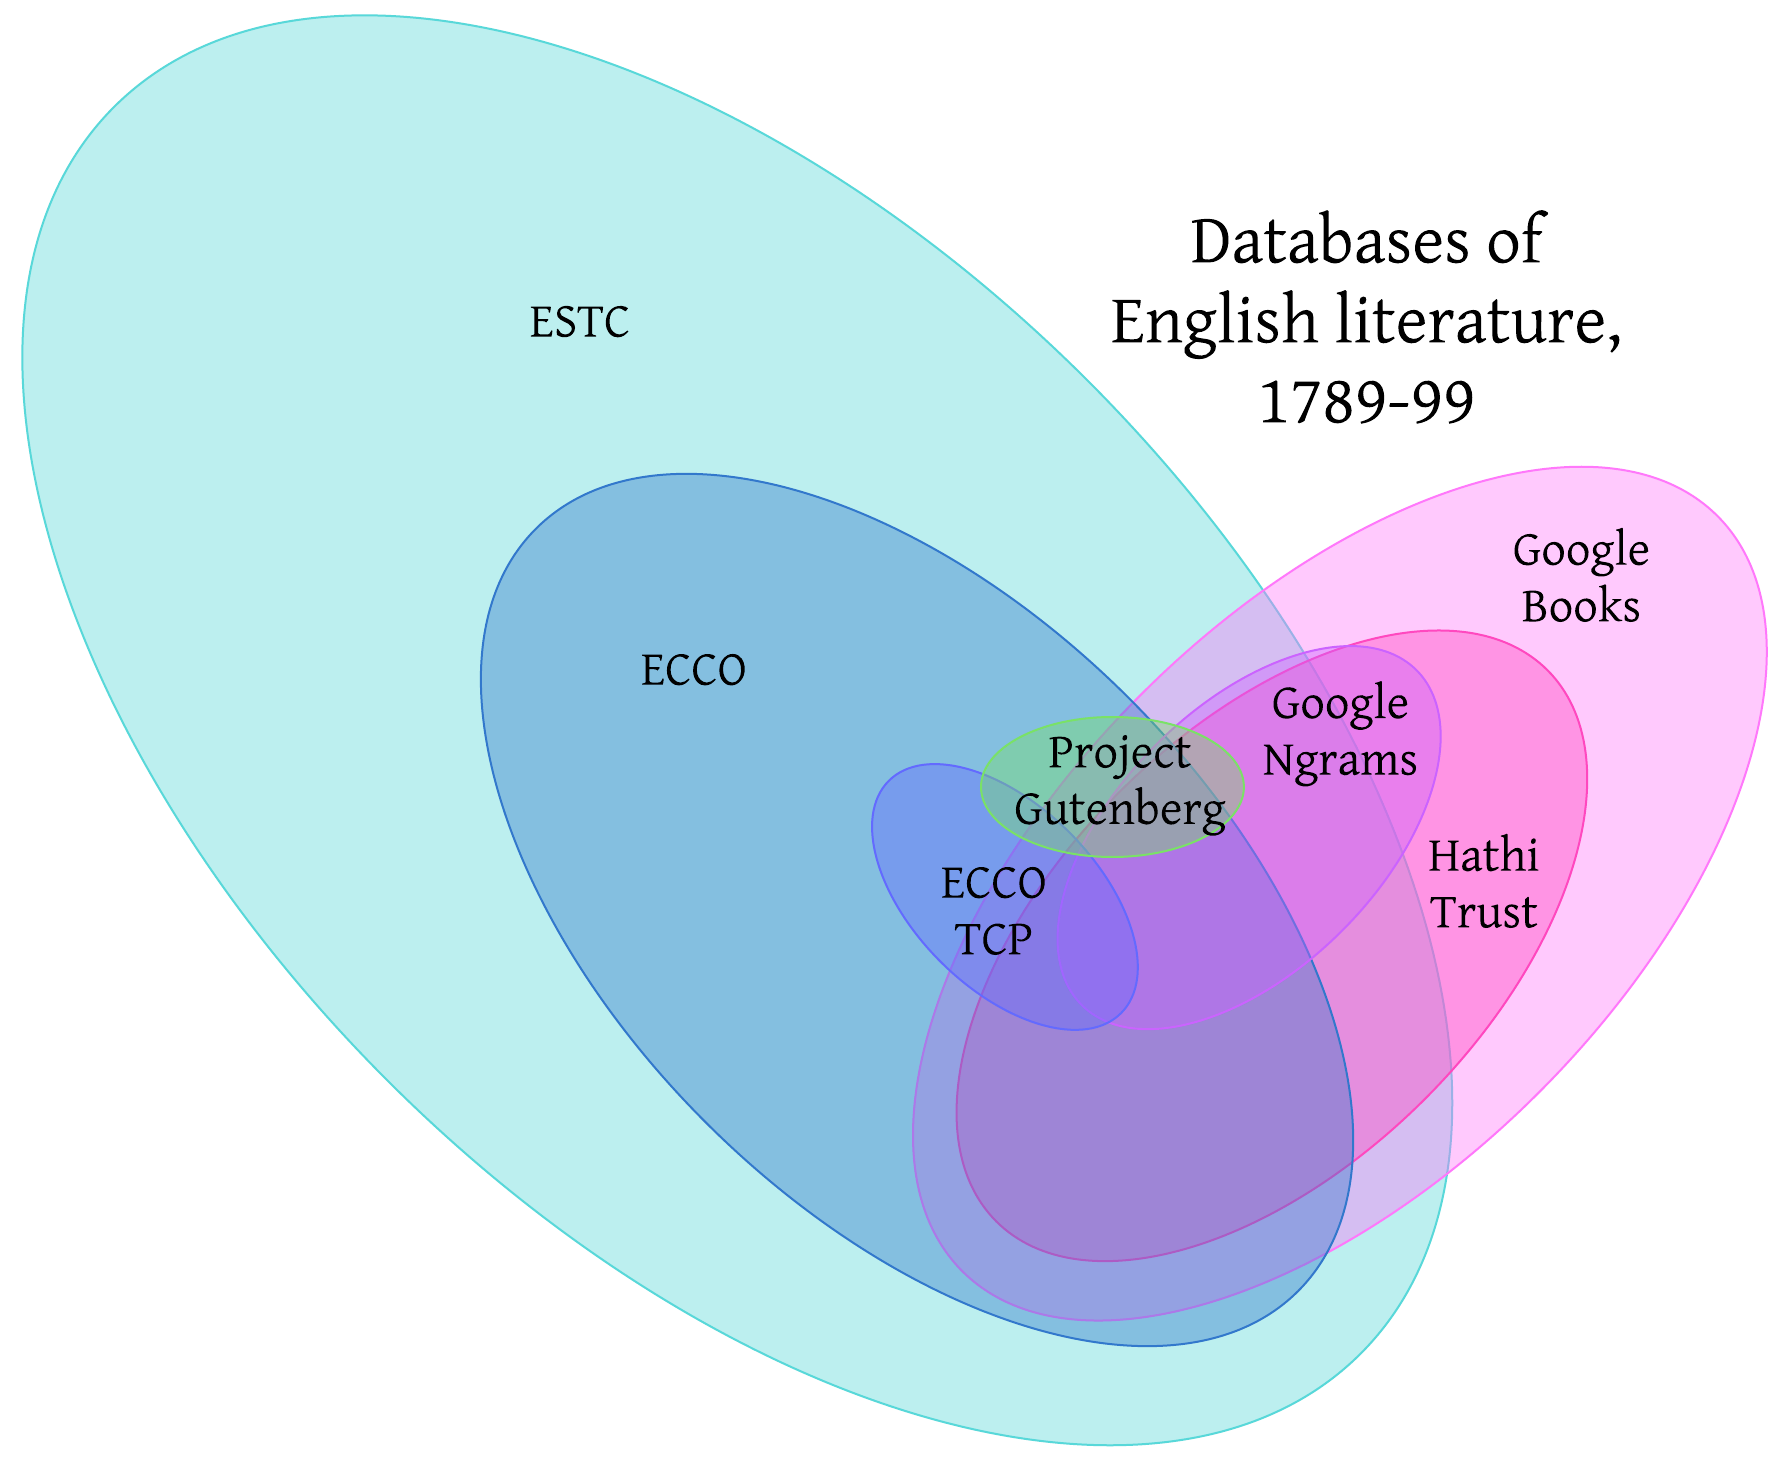 Databases of
English literature,
1789-99
ESTC
Google
Books
ECCO
Google
Ngrams
Project
Gutenberg
Hathi
Trust
ECCO
TCP